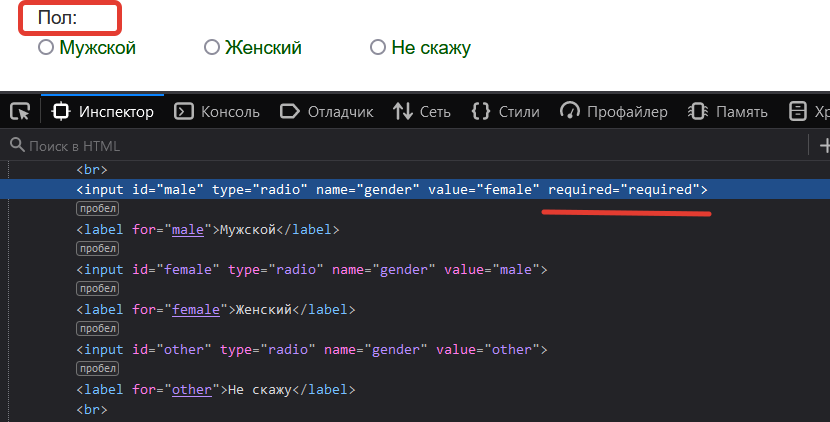 Пол:
Мужской Женский Не скажу
Инспектор Консоль Отладчик Сеть Стили Профайлер Память Хр
Поиск в HTML
<br>
<input id="male" type="radio" name="gender" value="female" required="required">
пробел
<label for="male">Мужской</label>
пробел
<input id="female" type="radio" name="gender" value="male">
пробел
<label for="female">Женский</label>
пробел
<input id="other" type="radio" name="gender" value="other">
пробел
<label for="other">Не скажу</label>
<br>